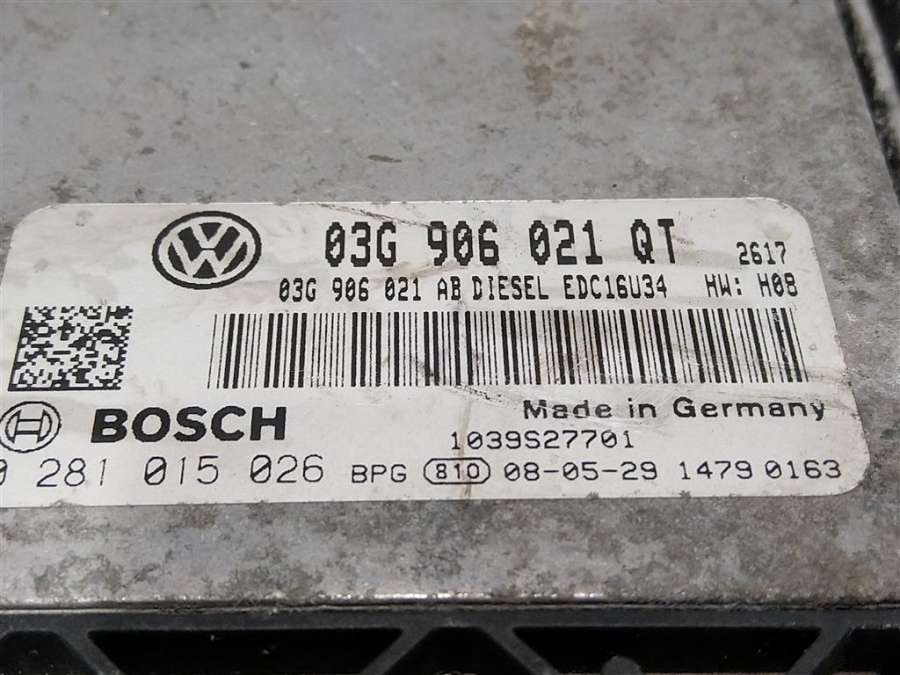 03G 906 021 QT 2617
03G 906 021 AB DIESEL EDC16U34 HW: H08
BOSCH
Made in Germany
1039S27701
0 281 015 026 BPG 810 08-05-29 1479 0163